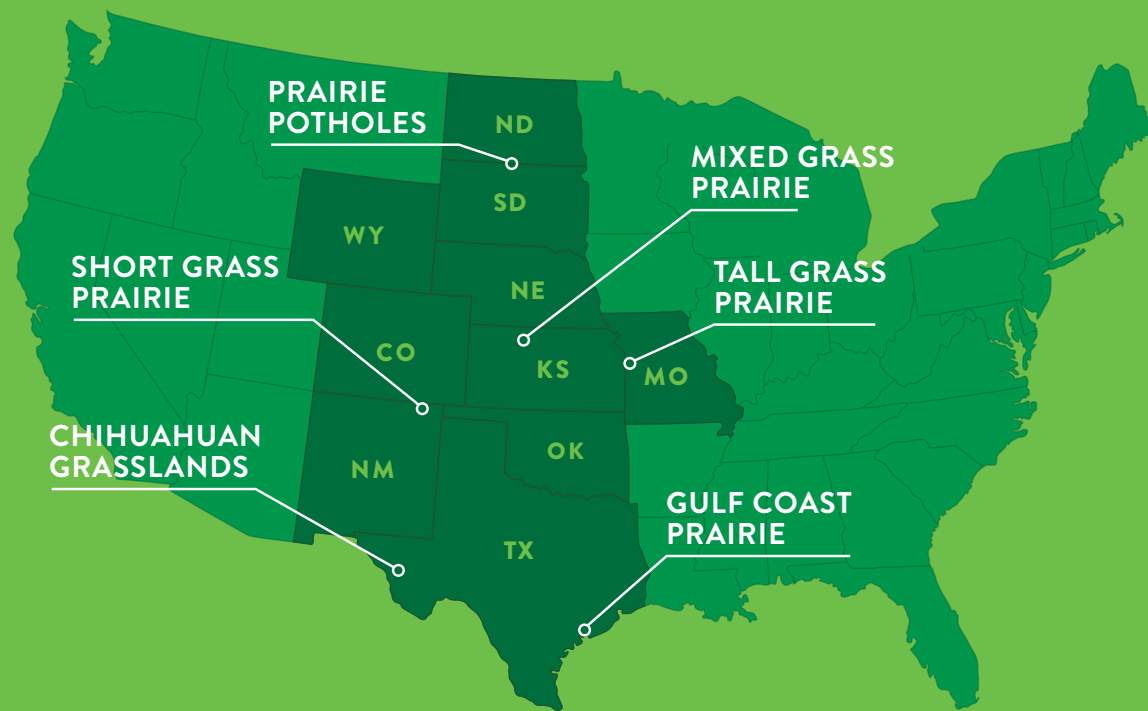 PRAIRIE
POTHOLES
ND
MIXED GRASS
PRAIRIE
SD
WY
SHORT GRASS
PRAIRIE
TALL GRASS
PRAIRIE
NE
CO
KS
MO
CHIHUAHUAN
GRASSLANDS
OK
NM
GULF COAST
PRAIRIE
TX